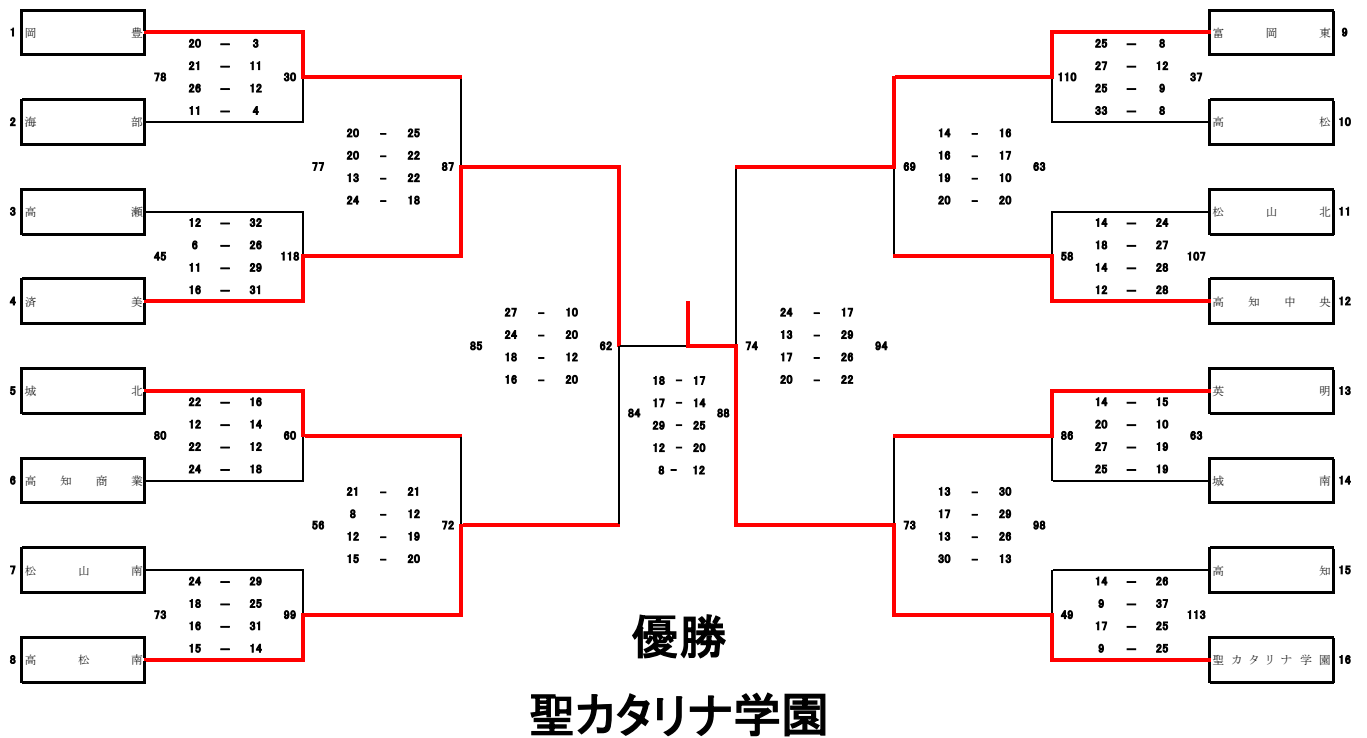 1 岡豊
20 － 3
21 － 11
78 30
26 － 12
11 － 4
2 海部
20 － 25
20 － 22
77 87
13 － 22
24 － 18
3 高瀬
12 － 32
6 － 26
45 118
11 － 29
16 － 31
4 済美
27 － 10
24 － 20
85 62
18 － 12
16 － 20
5 城北
22 － 16
12 － 14
80 60
22 － 12
24 － 18
6 高知商業
21 － 21
8 － 12
56 72
12 － 19
15 － 20
7 松山南
24 － 29
18 － 25
73 99
16 － 31
15 － 14
8 高松南
18 － 17
17 － 14
84 88
29 － 25
12 － 20
8 － 12
富岡東 9
25 － 8
27 － 12
110 37
25 － 9
33 － 8
高松 10
14 － 16
16 － 17
69 63
19 － 10
20 － 20
松山北 11
14 － 24
18 － 27
58 107
14 － 28
12 － 28
高知中央 12
24 － 17
13 － 29
74 94
17 － 26
20 － 22
英明 13
14 － 15
20 － 10
86 63
27 － 19
25 － 19
城南 14
13 － 30
17 － 29
73 98
13 － 26
30 － 13
高知 15
14 － 26
9 － 37
49 113
17 － 25
9 － 25
聖カタリナ学園 16
優勝
聖カタリナ学園